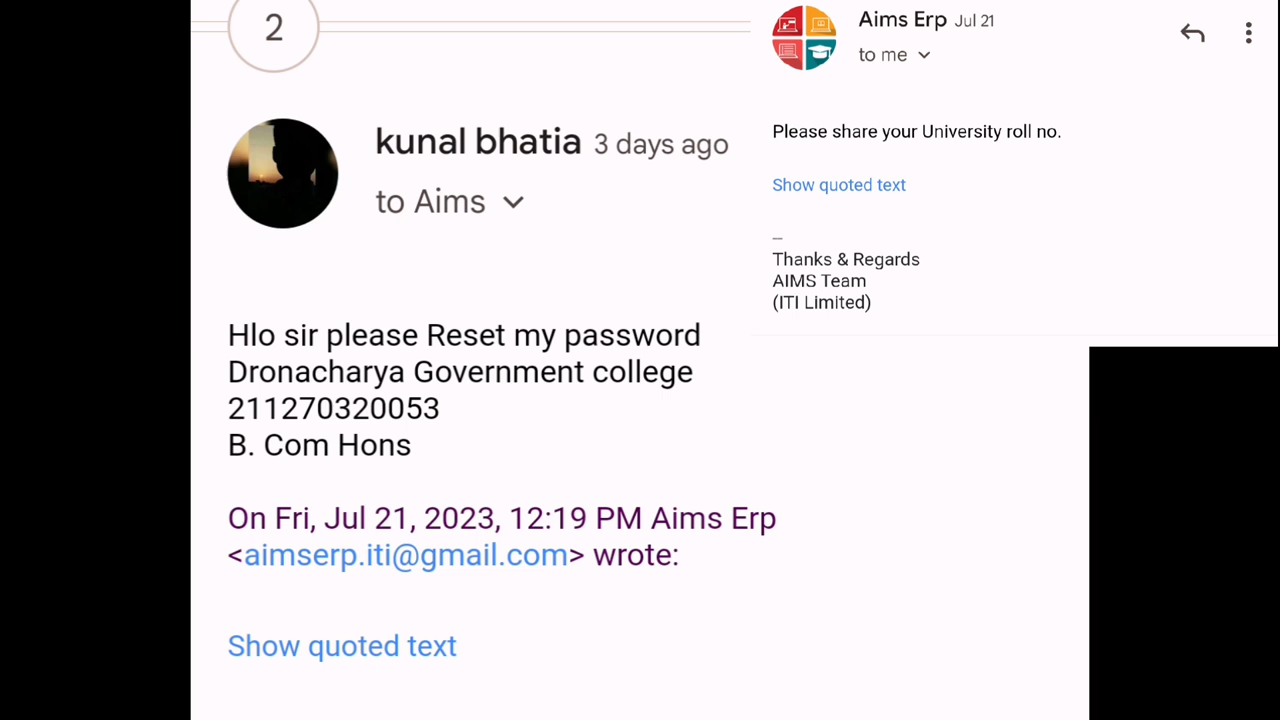 2
kunal bhatia 3 days ago
to Aims
Hlo sir please Reset my password
Dronacharya Government college
211270320053
B. Com Hons
On Fri, Jul 21, 2023, 12:19 PM Aims Erp
<aimserp.iti@gmail.com> wrote:
Show quoted text
Aims Erp Jul 21
to me
Please share your University roll no.
Show quoted text
—
Thanks & Regards
AIMS Team
(ITI Limited)